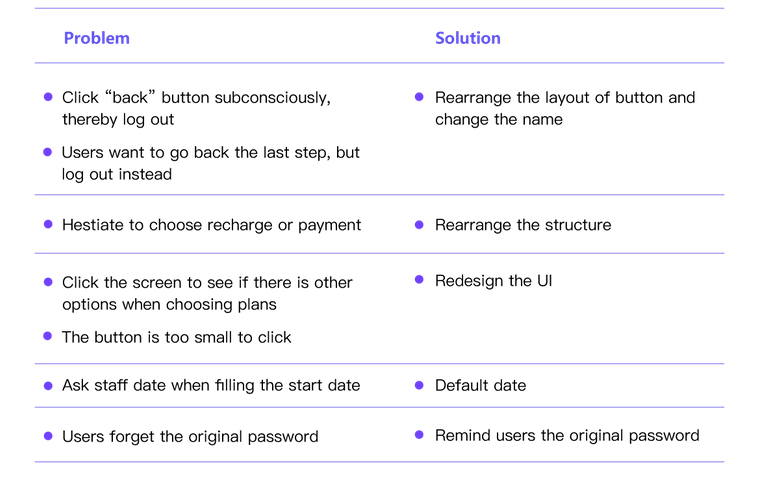 Problem
Solution
Click “back” button subconsciously,
thereby log out
Users want to go back the last step, but
log out instead
Rearrange the layout of button and
change the name
Hestiate to choose recharge or payment
Rearrange the structure
Click the screen to see if there is other
options when choosing plans
The button is too small to click
Redesign the UI
Ask staff date when filling the start date
Default date
Users forget the original password
Remind users the original password